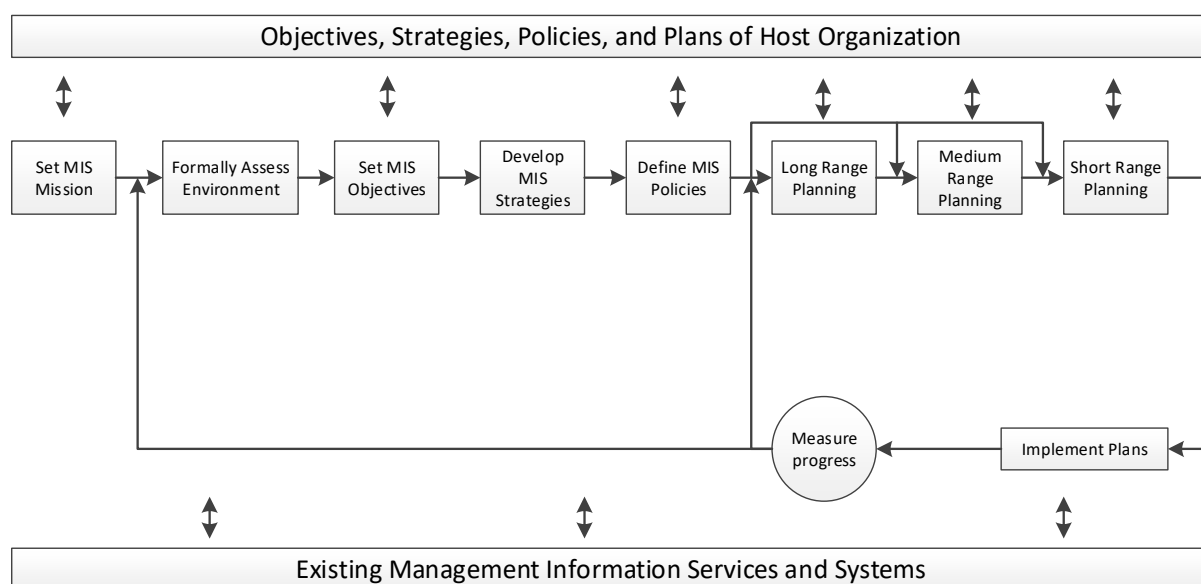 Objectives, Strategies, Policies, and Plans of Host Organization
Set MIS
Mission
Formally Assess
Environment
Set MIS
Objectives
Develop
MIS
Strategies
Define MIS
Policies
Long Range
Planning
Medium
Range
Planning
Short Range
Planning
Measure
progress
Implement Plans
Existing Management Information Services and Systems